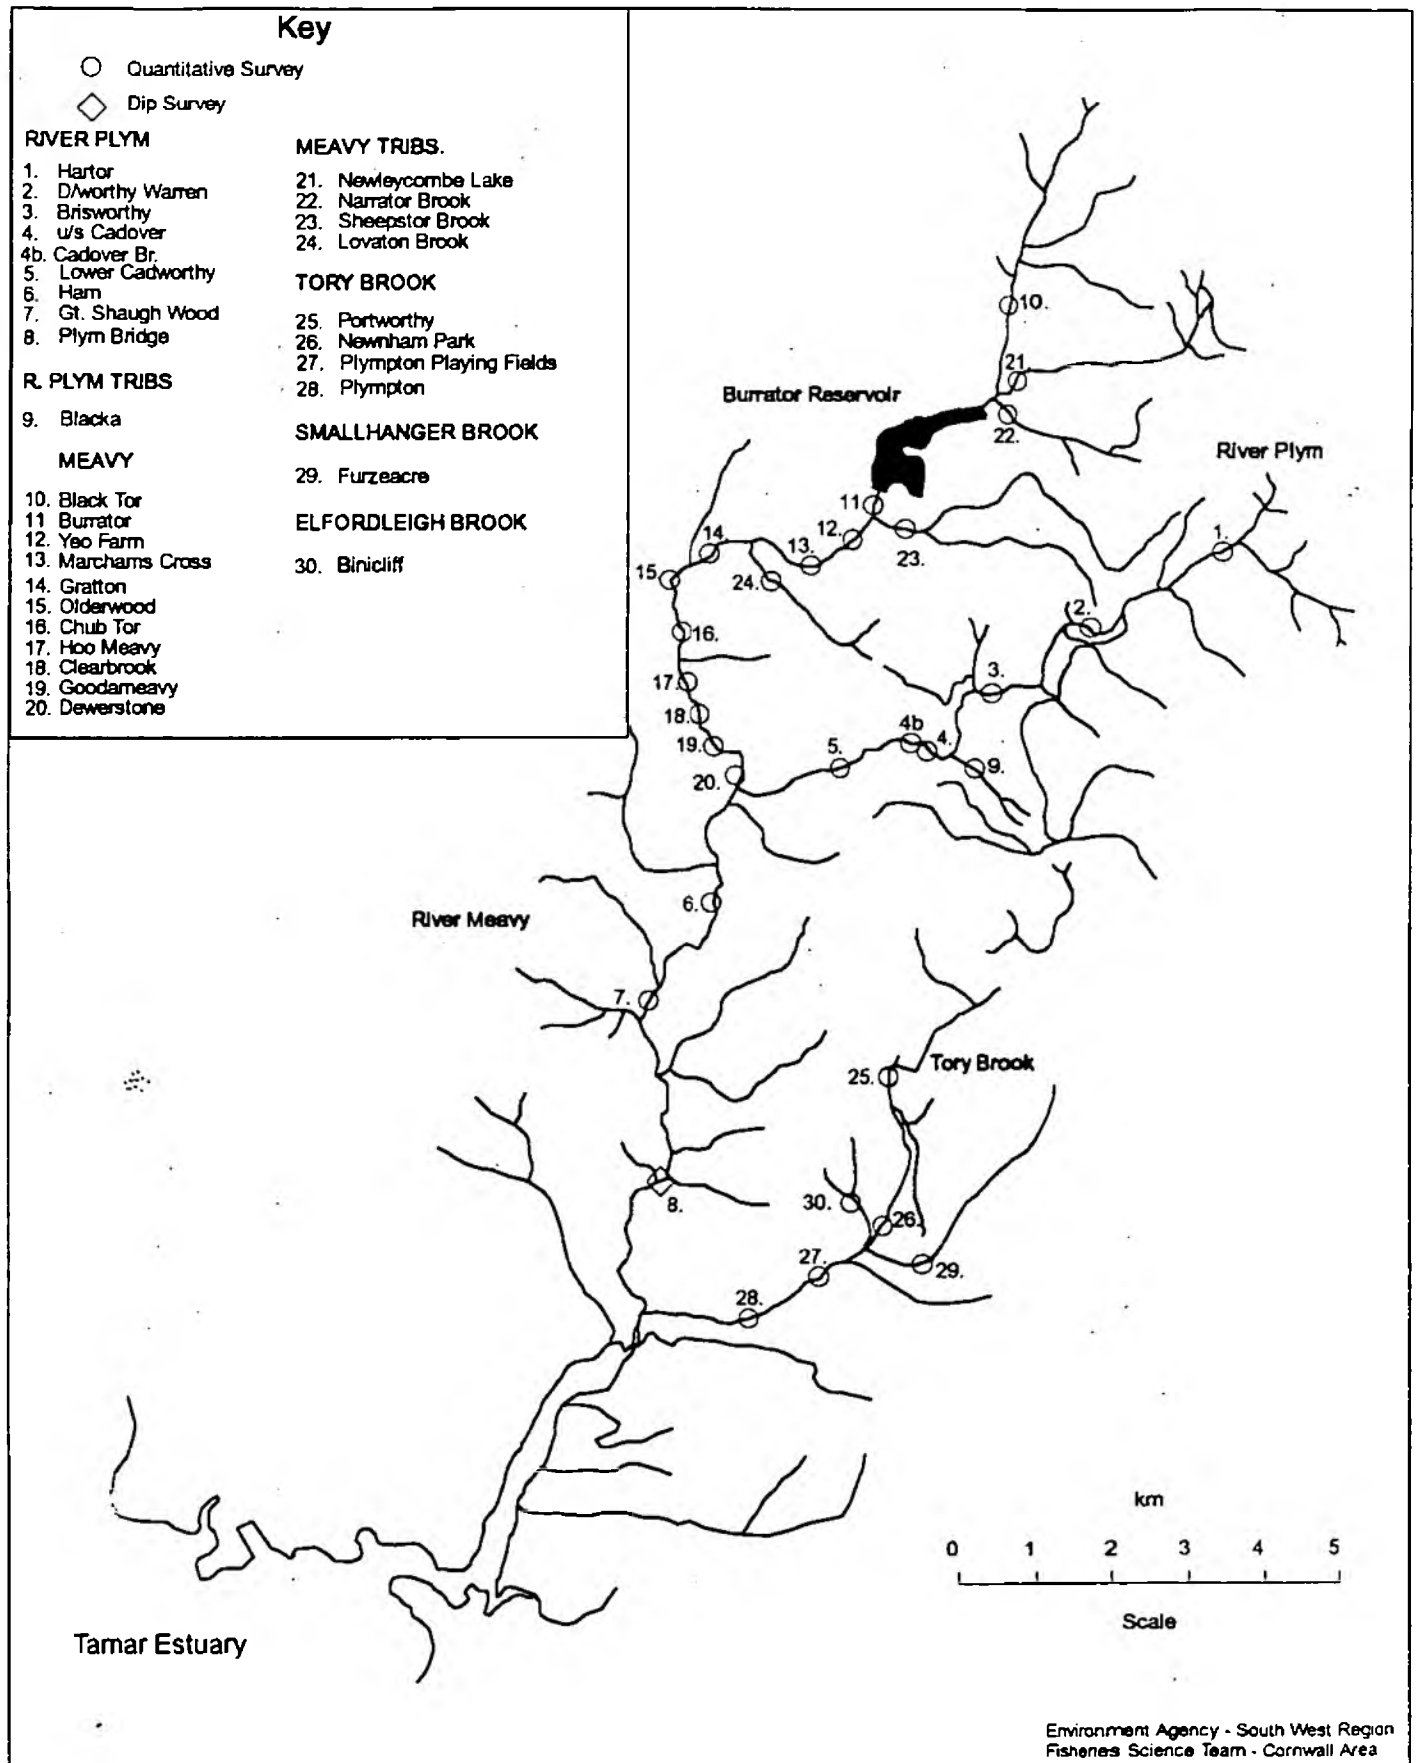 Key
Quantitative Survey
Dip Survey
RIVER PLYM
1. Hartor
2. D/worthy Warren
3. Brisworthy
4. u/s Cadover
4b. Cadover Br.
5. Lower Cadworthy
6. Ham
7. Gt. Shaugh Wood
8. Plym Bridge
R. PLYM TRIBS
9. Blacka
MEAVY
10. Black Tor
11 Burrator
12. Yeo Farm
13. Marchams Cross
14. Gratton
15. Olderwood
16. Chub Tor
17. Hoo Meavy
18. Clearbrook
19. Goodameavy
20. Dewerstone
MEAVY TRIBS.
21. Newleycombe Lake
22. Narrator Brook
23. Sheepstor Brook
24. Lovaton Brook
TORY BROOK
25. Portworthy
26. Newnham Park
27. Plympton Playing Fields
28. Plympton
SMALLHANGER BROOK
29. Furzeacre
ELFORDLEIGH BROOK
30. Binicliff
10.
21.
Burrator Reservoir
22.
River Plym
11
12.
23.
1.
14.
13.
15.
24.
2.
16.
17.
3.
18.
4b
4.
19.
5.
9.
20.
6.
River Meavy
7.
Tory Brook
25.
8.
30.
26.
29.
27.
28.
km
0 1 2 3 4 5
Scale
Tamar Estuary
Environment Agency - South West Region
Fisheries Science Team - Cornwall Area